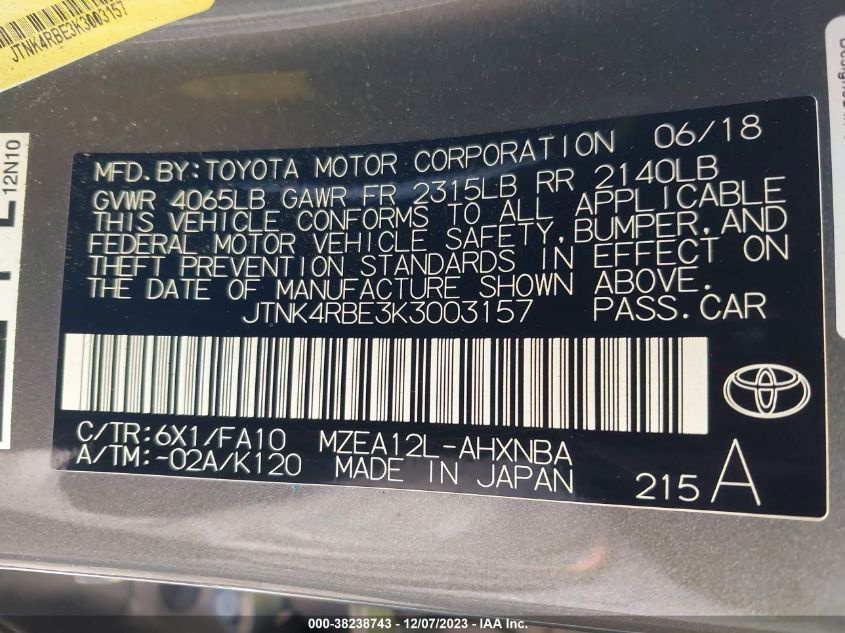 JTNK4RBE3K3003157
12N10
MFD.BY:TOYOTA MOTOR CORPORATION 06/18
GVWR 4065LB GAWR FR 2315LB RR 2140LB
THIS VEHICLE CONFORMS TO ALL APPLICABLE
FEDERAL MOTOR VEHICLE SAFETY,BUMPER,AND
THEFT PREVENTION STANDARDS IN EFFECT ON
THE DATE OF MANUFACTURE SHOWN ABOVE.
JTNK4RBE3K3003157 PASS.CAR
C/TR:6X1/FA10 MZEA12L-AHXNBA
A/TM:-02A/K120 MADE IN JAPAN
215 A
000-38238743 - 12/07/2023 - IAA Inc.